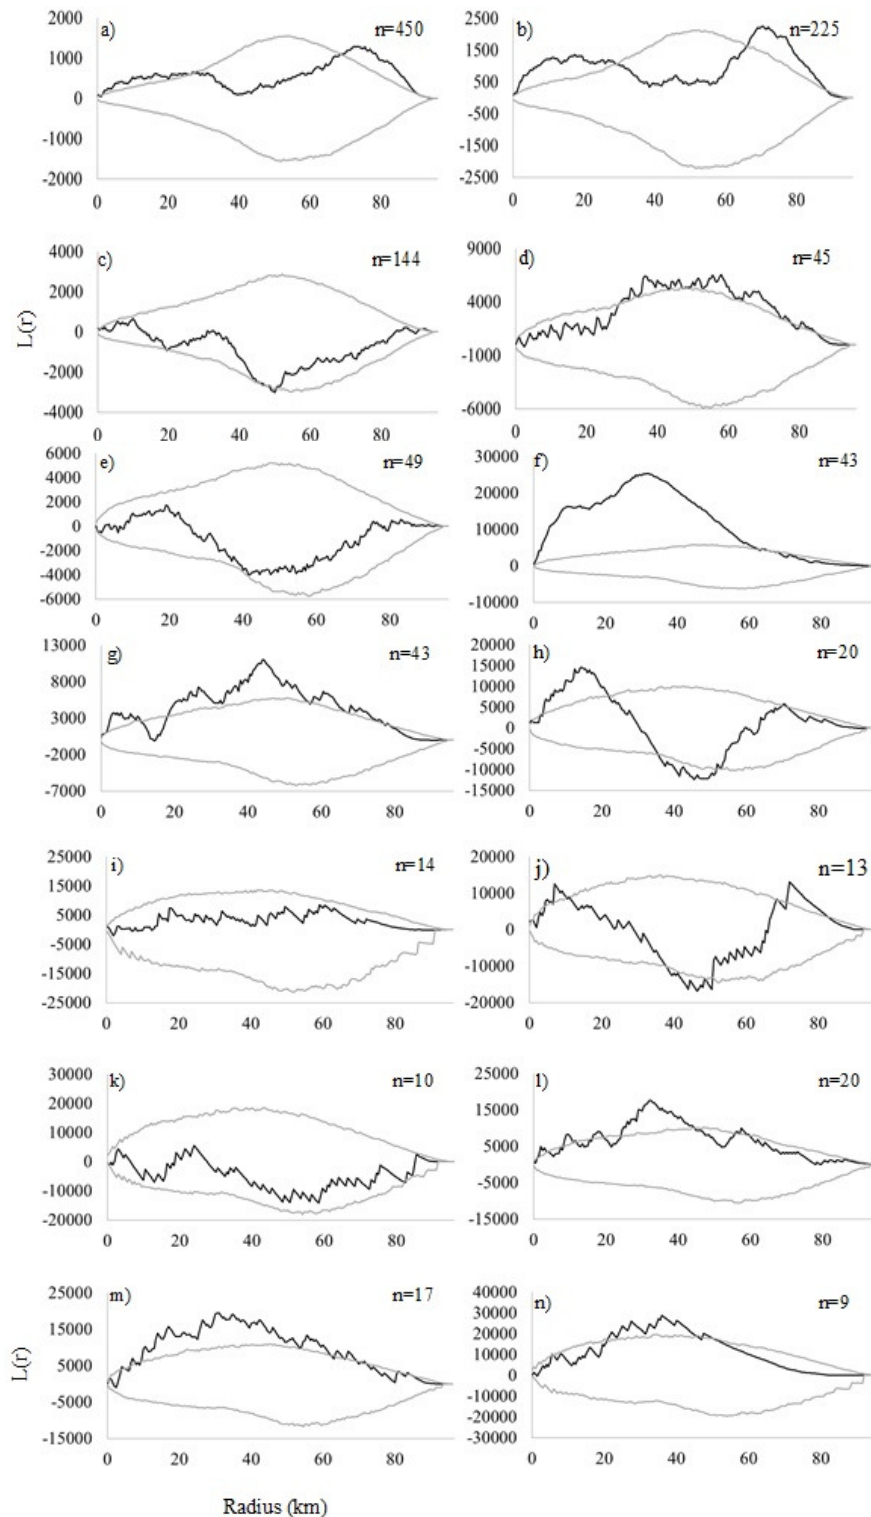 a) n=450
2000
1000
0
-1000
-2000
0 20 40 60 80
b) n=225
2500
1500
500
-500
-1500
-2500
0 20 40 60 80
c) n=144
4000
2000
0
-2000
-4000
0 20 40 60 80
L(r)
d) n=45
9000
4000
-1000
-6000
0 20 40 60 80
e) n=49
6000
4000
2000
0
-2000
-4000
-6000
0 20 40 60 80
f) n=43
30000
20000
10000
0
-10000
0 20 40 60 80
g) n=43
13000
8000
3000
-2000
-7000
0 20 40 60 80
h) n=20
20000
15000
10000
5000
0
-5000
-10000
-15000
0 20 40 60 80
i) n=14
25000
15000
5000
-5000
-15000
-25000
0 20 40 60 80
j) n=13
20000
10000
0
-10000
-20000
0 20 40 60 80
k) n=10
30000
20000
10000
0
-10000
-20000
0 20 40 60 80
l) n=20
25000
15000
5000
-5000
-15000
0 20 40 60 80
m) n=17
25000
15000
5000
-5000
-15000
0 20 40 60 80
L(r)
n) n=9
40000
30000
20000
10000
0
-10000
-20000
-30000
0 20 40 60 80
Radius (km)